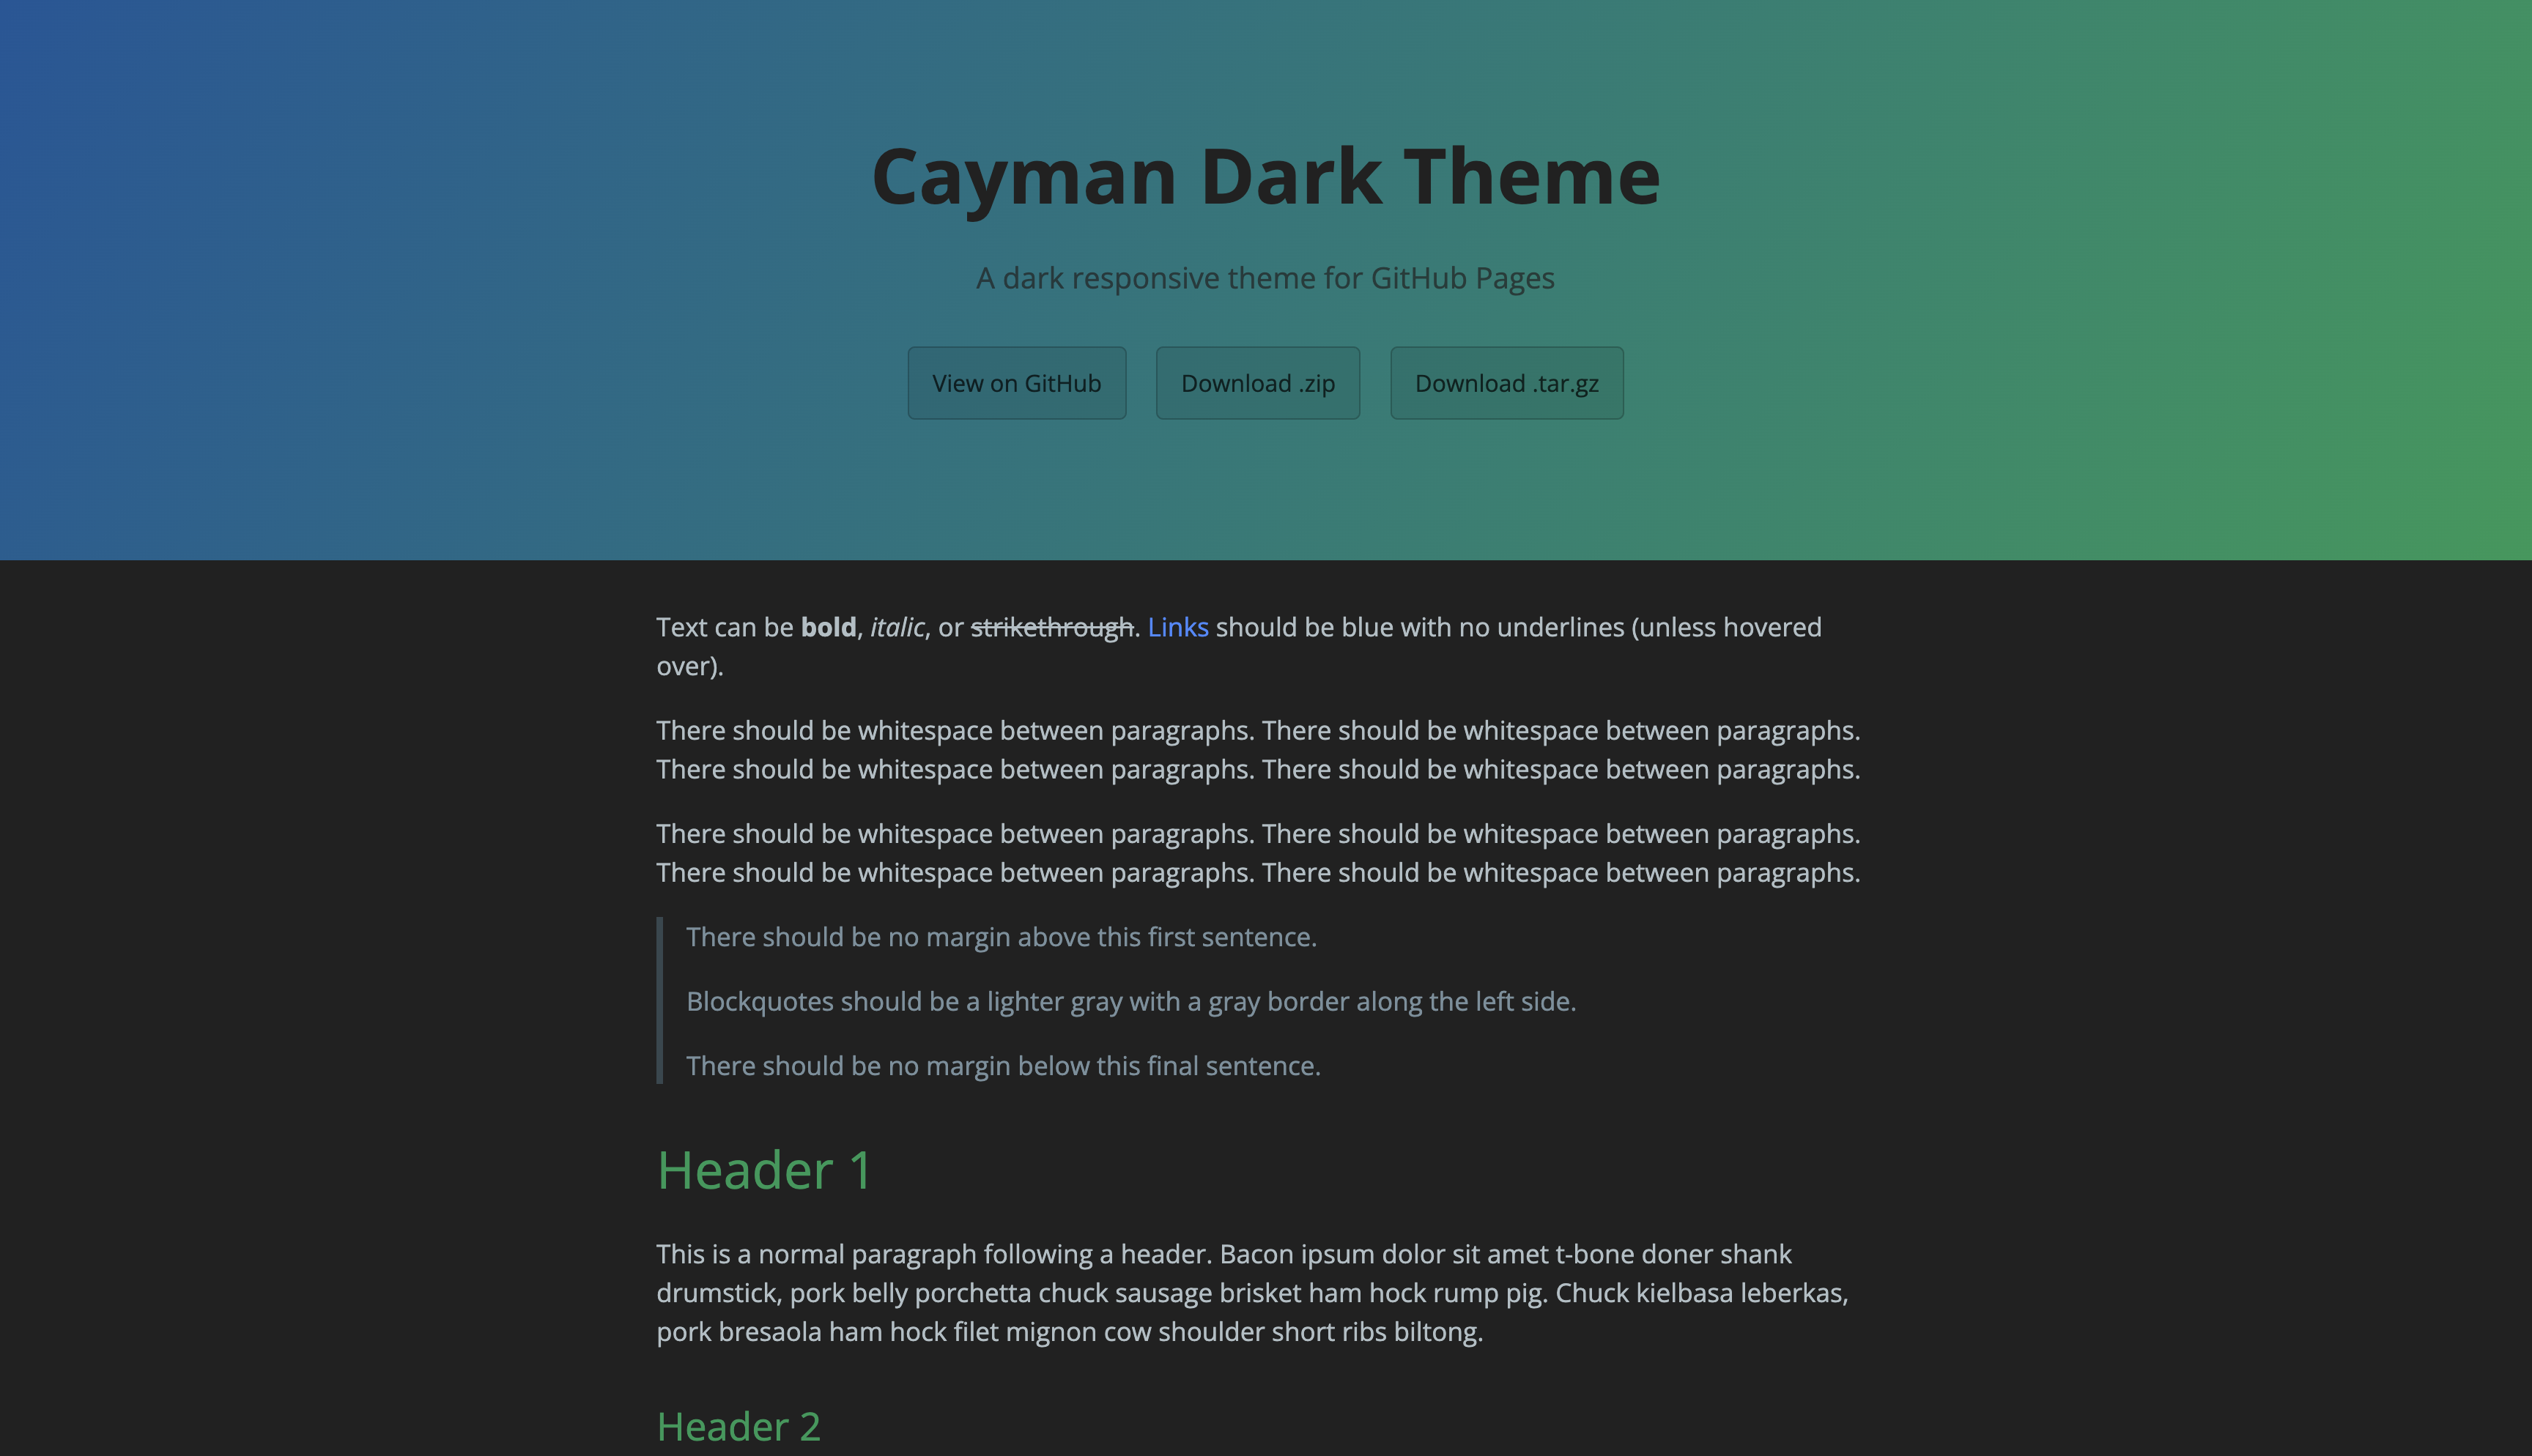 Cayman Dark Theme
A dark responsive theme for GitHub Pages
View on GitHub
Download .zip
Download .tar.gz
Text can be bold, italic, or strikethrough. Links should be blue with no underlines (unless hovered
over).
There should be whitespace between paragraphs. There should be whitespace between paragraphs.
There should be whitespace between paragraphs. There should be whitespace between paragraphs.
There should be whitespace between paragraphs. There should be whitespace between paragraphs.
There should be whitespace between paragraphs. There should be whitespace between paragraphs.
There should be no margin above this first sentence.
Blockquotes should be a lighter gray with a gray border along the left side.
There should be no margin below this final sentence.
Header 1
This is a normal paragraph following a header. Bacon ipsum dolor sit amet t-bone doner shank
drumstick, pork belly porchetta chuck sausage brisket ham hock rump pig. Chuck kielbasa leberkas,
pork bresaola ham hock filet mignon cow shoulder short ribs biltong.
Header 2